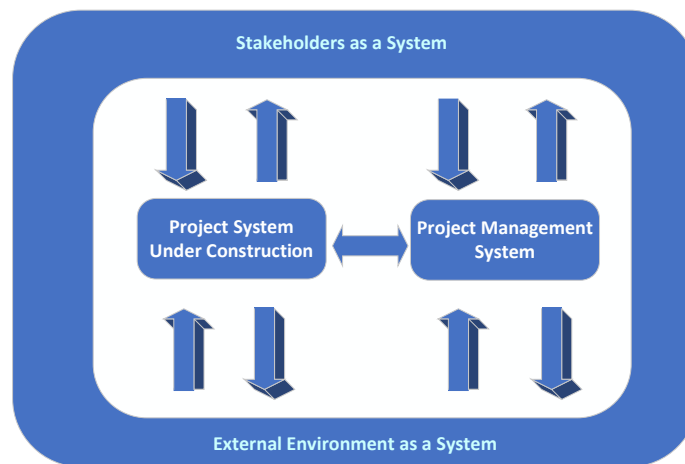 Stakeholders as a System
Project System
Under Construction
Project Management
System
External Environment as a System